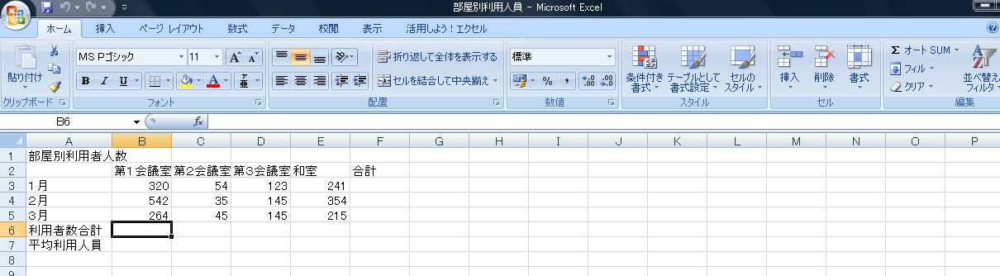 部屋別利用人員 - Microsoft Excel
ホーム 挿入 ページ レイアウト 数式 データ 校閲 表示 活用しよう!エクセル
貼り付け
クリップボード
MS Pゴシック 11
B I U
フォント
折り返して全体を表示する
セルを結合して中央揃え
配置
標準
% ,
数値
条件付き書式
テーブルとして書式設定
セルのスタイル
スタイル
挿入 削除 書式
セル
Σ オート SUM
フィル
クリア
並べ替えと
フィルタ
編集
B6 fx
A B C D E F G H I J K L M N O P
1 部屋別利用者人数
2 第1会議室 第2会議室 第3会議室 和室 合計
3 1月 320 54 123 241
4 2月 542 35 145 354
5 3月 264 45 145 215
6 利用者数合計
7 平均利用人員
8
9